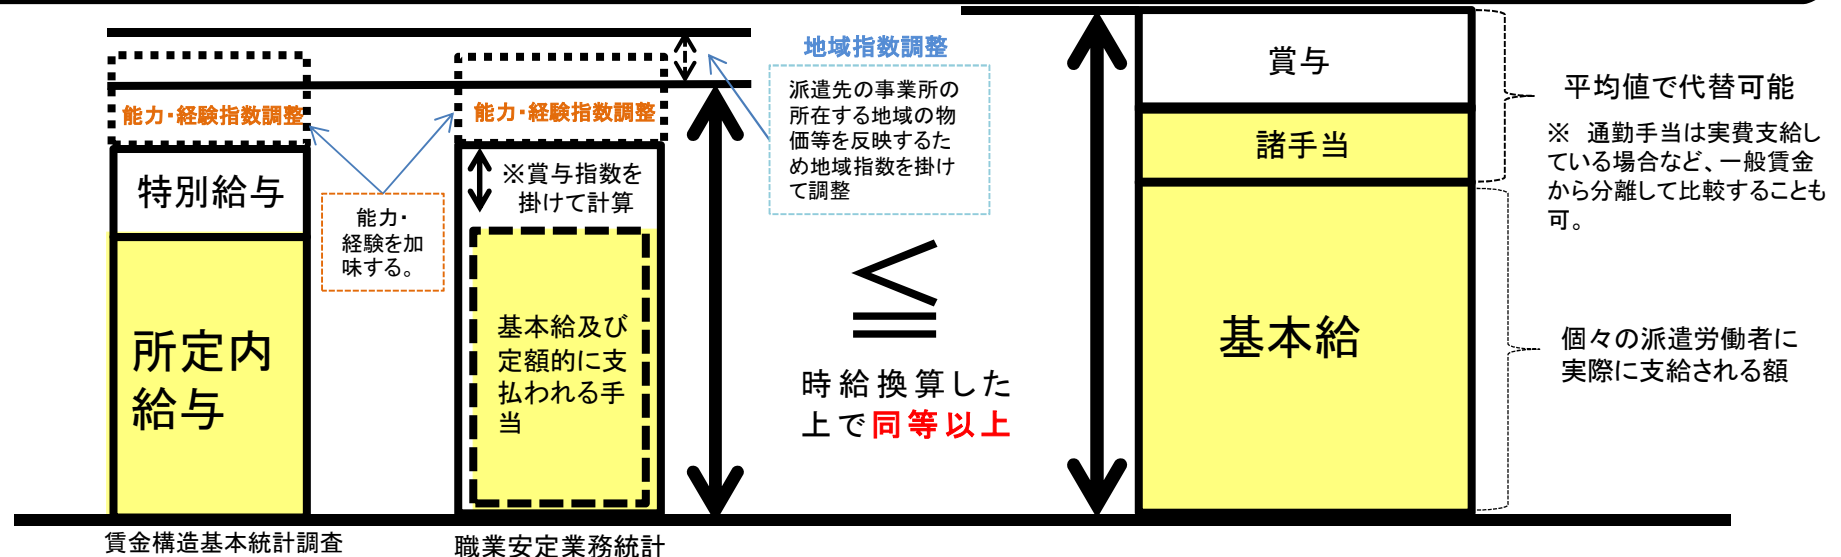 能力・経験指数調整
特別給与
所定内
給与
賃金構造基本統計調査
能力・
経験を加
味する。
能力・経験指数調整
※賞与指数を
掛けて計算
基本給及び
定額的に支
払われる手
当
職業安定業務統計
地域指数調整
派遣先の事業所の
所在する地域の物
価等を反映するた
め地域指数を掛け
て調整
≦
時給換算した
上で同等以上
賞与
諸手当
基本給
平均値で代替可能
※ 通勤手当は実費支給し
ている場合など、一般賃金
から分離して比較することも
可。
個々の派遣労働者に
実際に支給される額